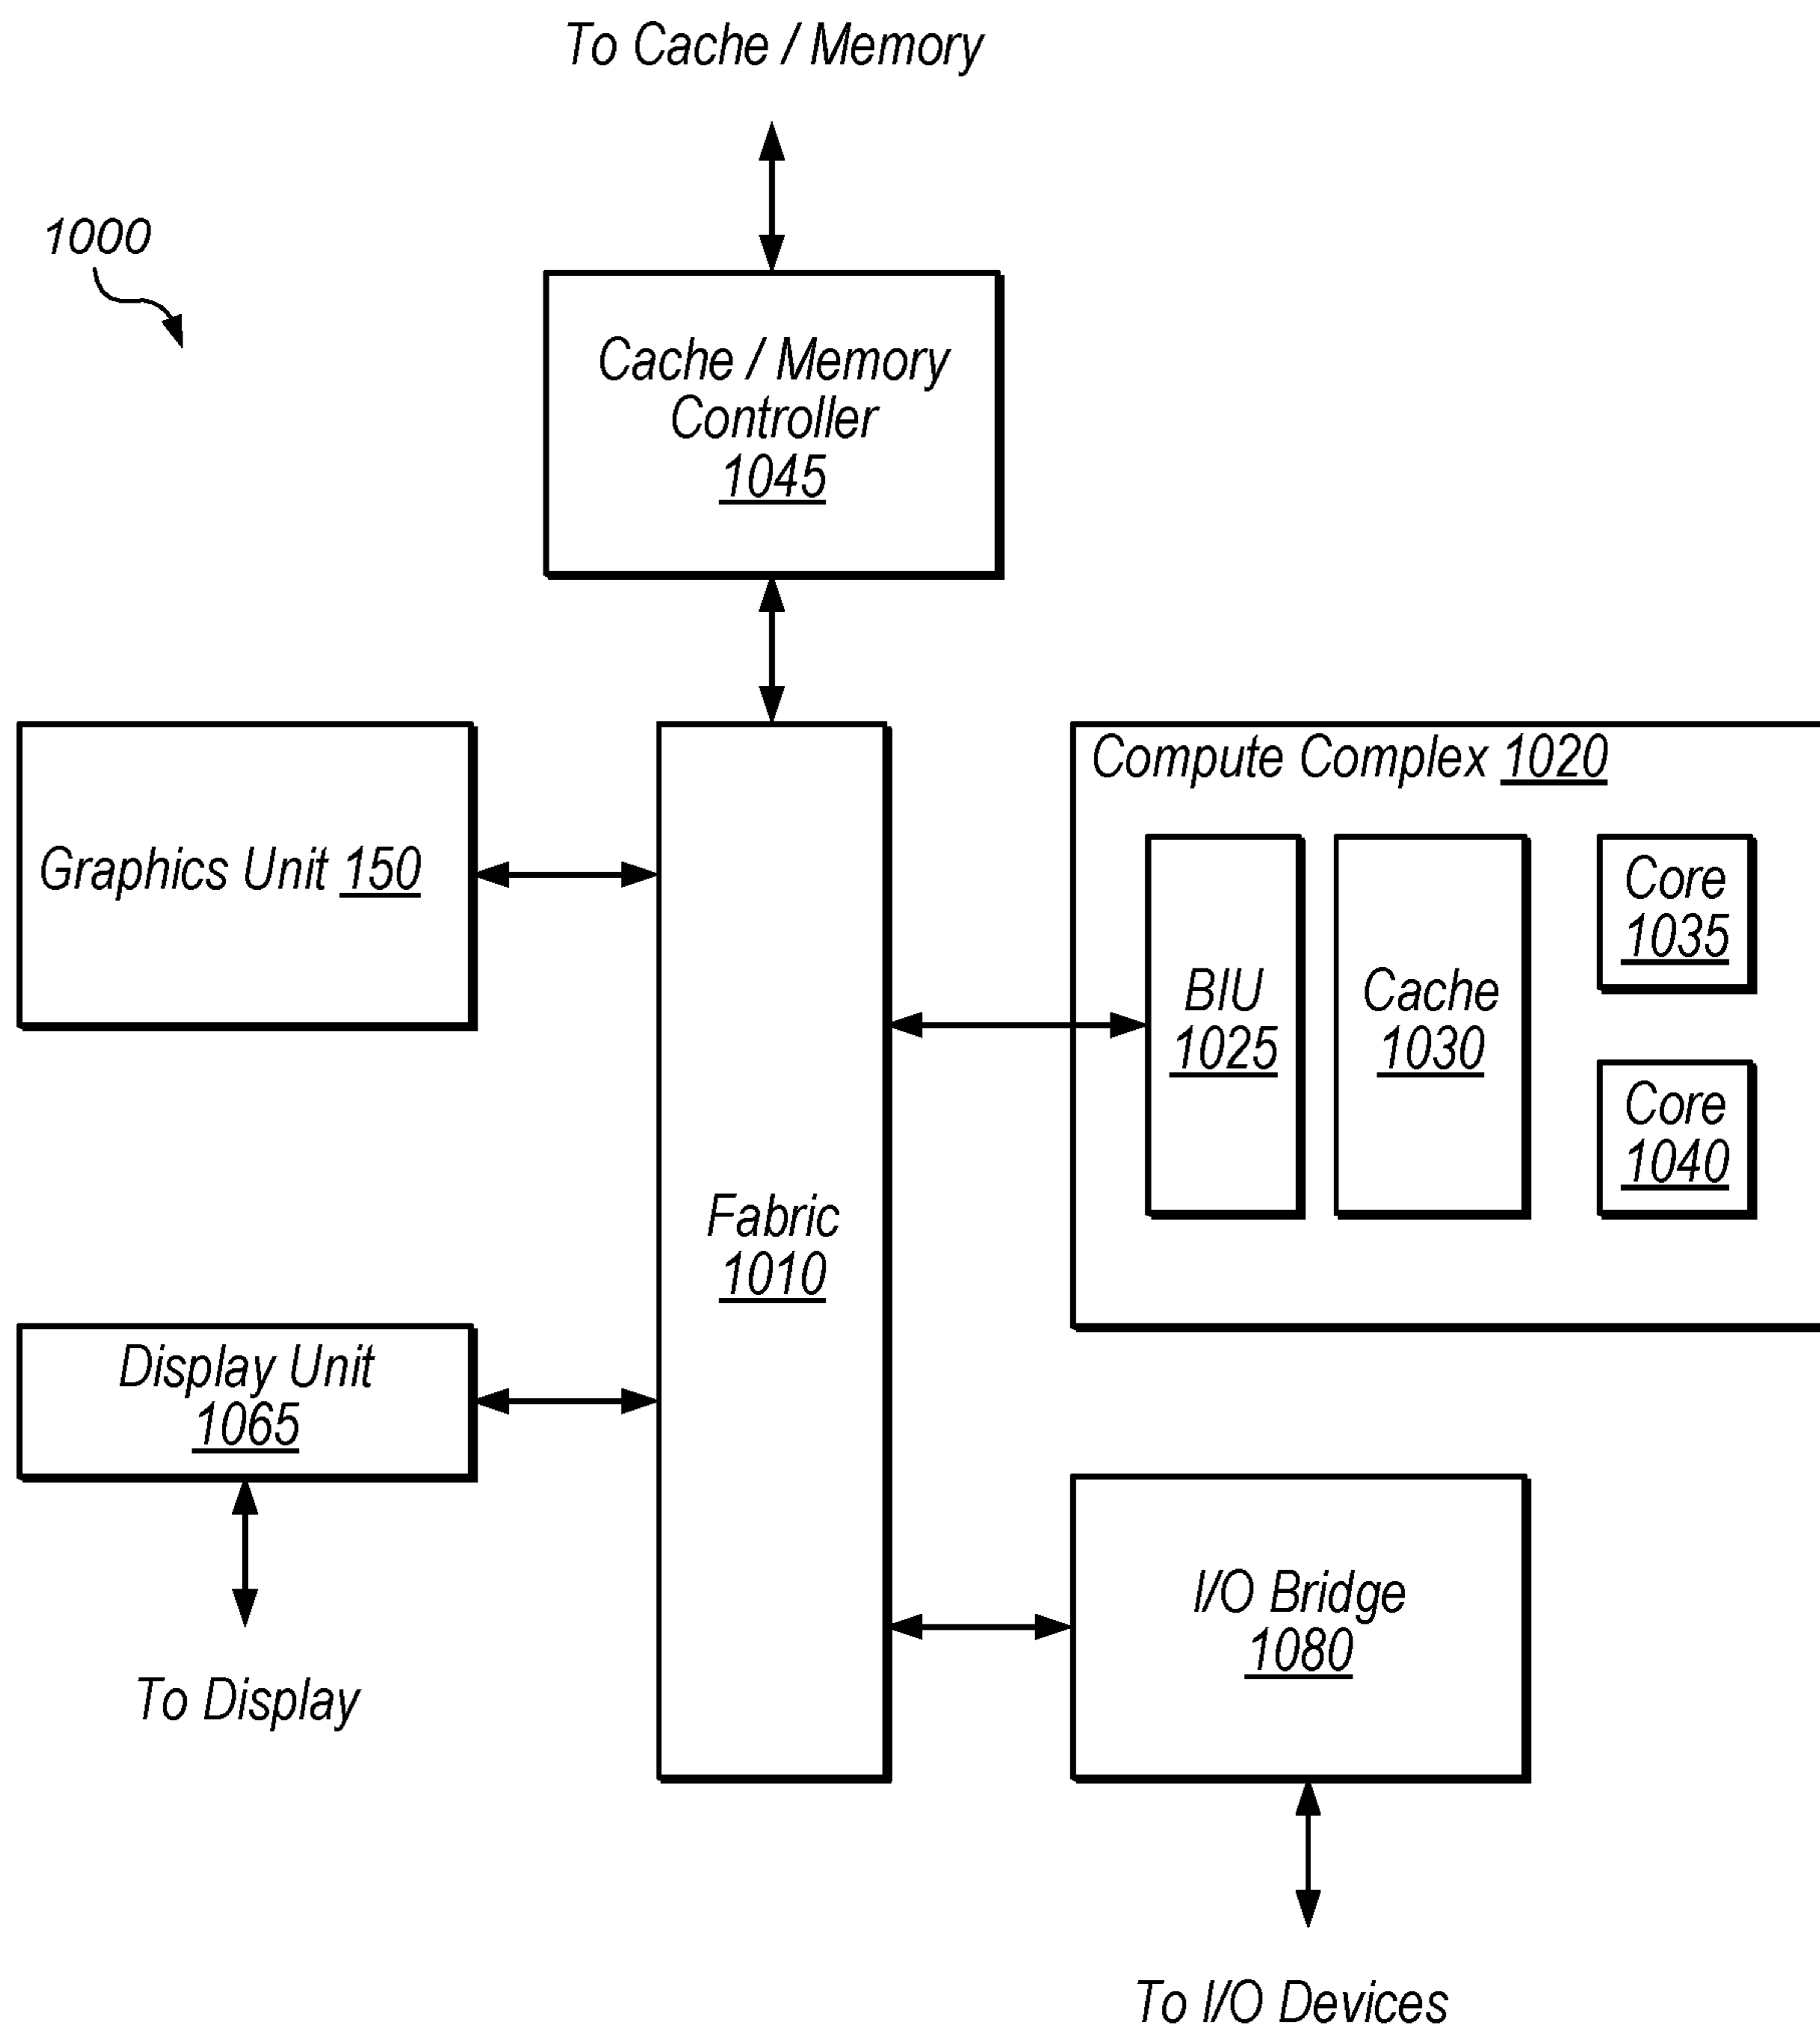 To Cache / Memory
1000
Cache / Memory
Controller
1045
Graphics Unit 150
Compute Complex 1020
BIU
1025
Cache
1030
Core
1035
Core
1040
Fabric
1010
Display Unit
1065
To Display
I/O Bridge
1080
To I/O Devices